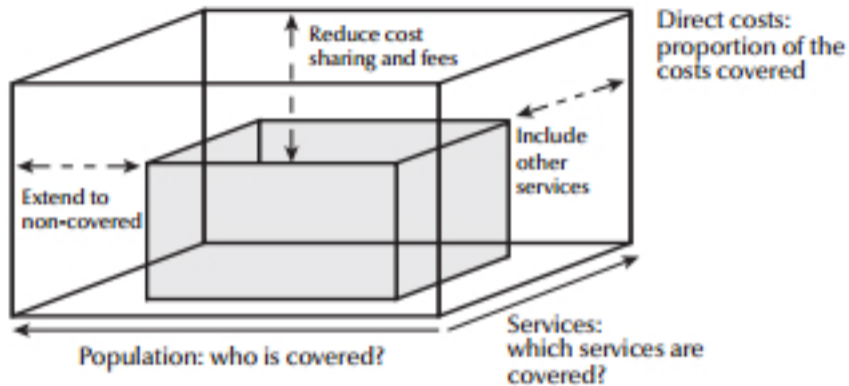 Reduce cost
sharing and fees
Direct costs:
proportion of the
costs covered
Include
other
services
Extend to
non-covered
Population: who is covered?
Services:
which services are
covered?